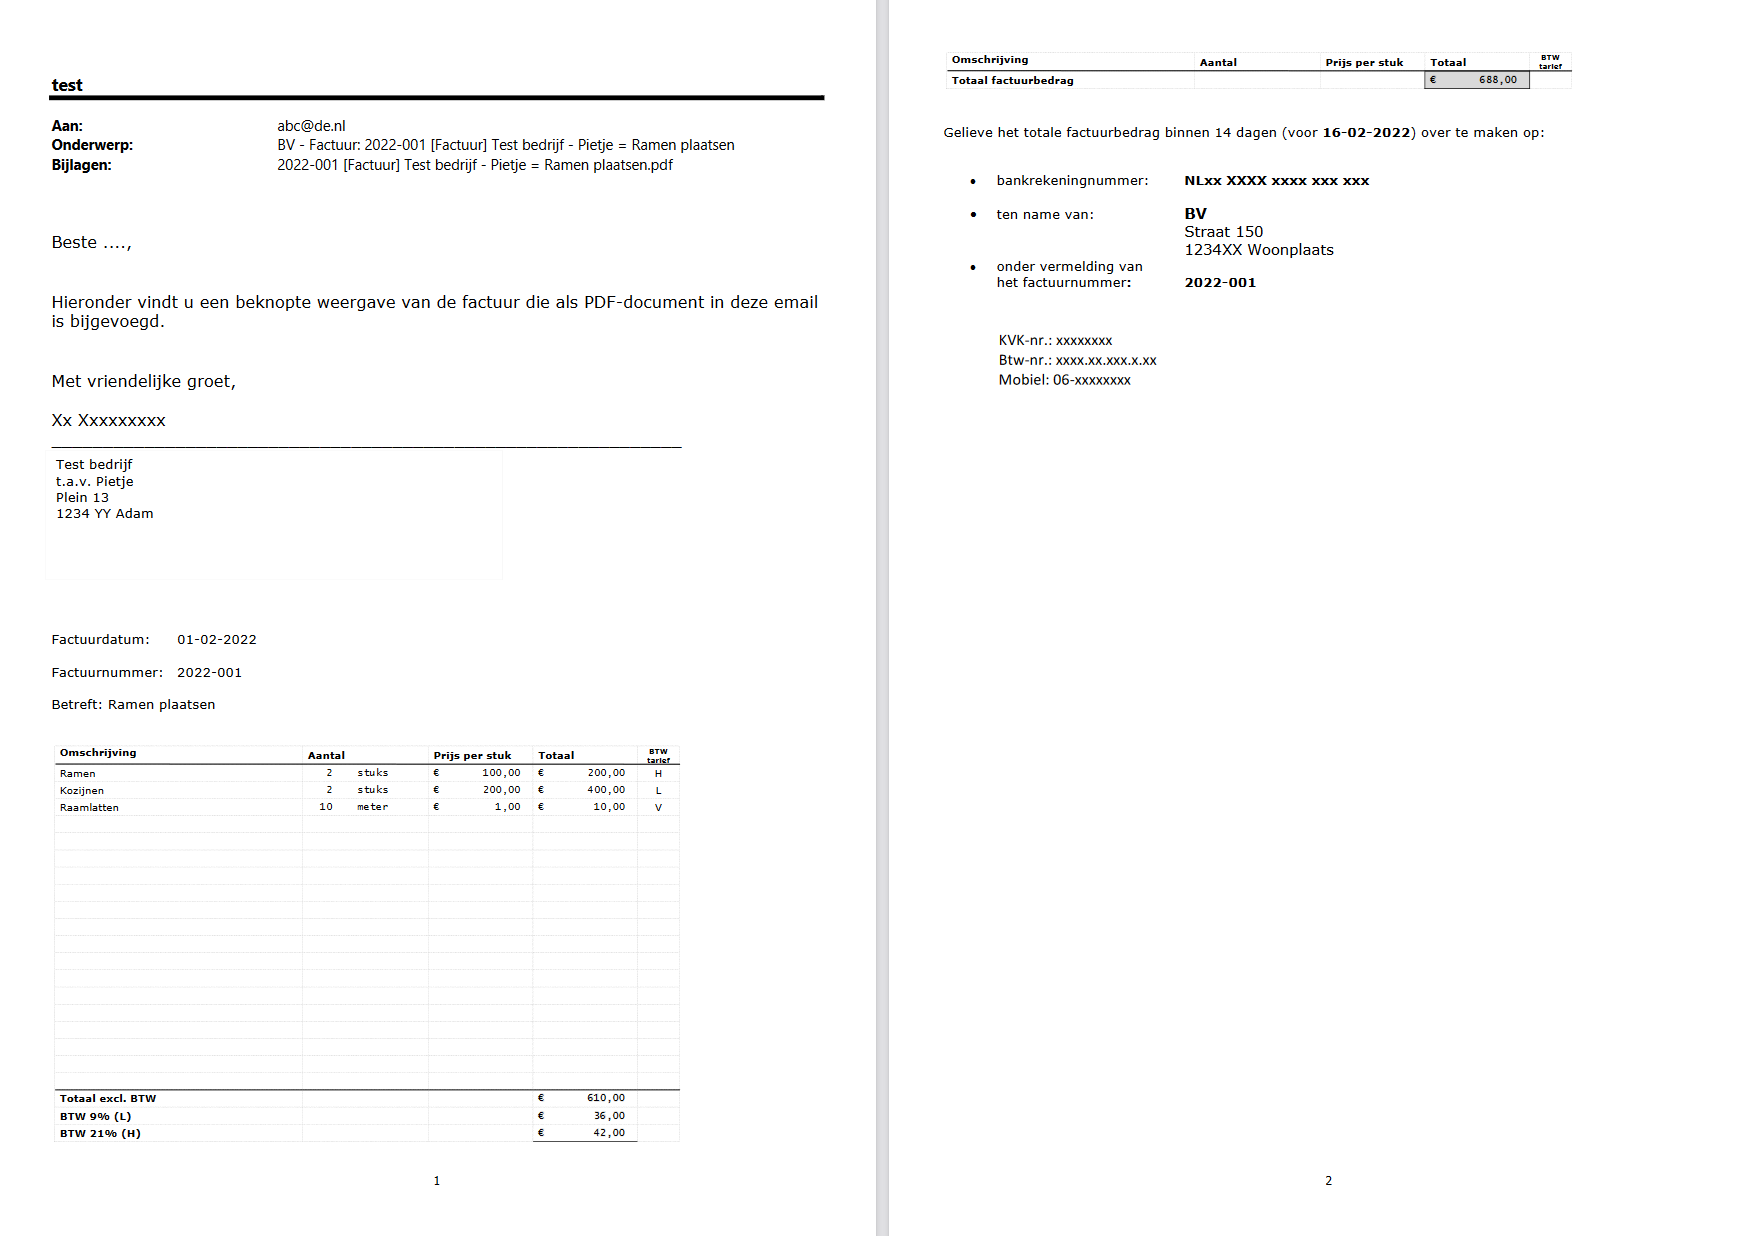 test
Aan: abc@de.nl
Onderwerp: BV - Factuur: 2022-001 [Factuur] Test bedrijf - Pietje = Ramen plaatsen
Bijlagen: 2022-001 [Factuur] Test bedrijf - Pietje = Ramen plaatsen.pdf
Beste ....,
Hieronder vindt u een beknopte weergave van de factuur die als PDF-document in deze email
is bijgevoegd.
Met vriendelijke groet,
Xx Xxxxxxxxx
Test bedrijf
t.a.v. Pietje
Plein 13
1234 YY Adam
Factuurdatum: 01-02-2022
Factuurnummer: 2022-001
Betreft: Ramen plaatsen
Omschrijving Aantal Prijs per stuk Totaal BTW tarief
Ramen 2 stuks € 100,00 € 200,00 H
Kozijnen 2 stuks € 200,00 € 400,00 L
Raamlatten 10 meter € 1,00 € 10,00 V
Totaal excl. BTW € 610,00
BTW 9% (L) € 36,00
BTW 21% (H) € 42,00
1
Omschrijving Aantal Prijs per stuk Totaal BTW tarief
Totaal factuurbedrag € 688,00
Gelieve het totale factuurbedrag binnen 14 dagen (voor 16-02-2022) over te maken op:
• bankrekeningnummer: NLxx XXXX xxxx xxx xxx
• ten name van: BV
Straat 150
1234XX Woonplaats
• onder vermelding van
het factuurnummer: 2022-001
KVK-nr.: xxxxxxxx
Btw-nr.: xxxx.xx.xxx.x.xx
Mobiel: 06-xxxxxxxx
2